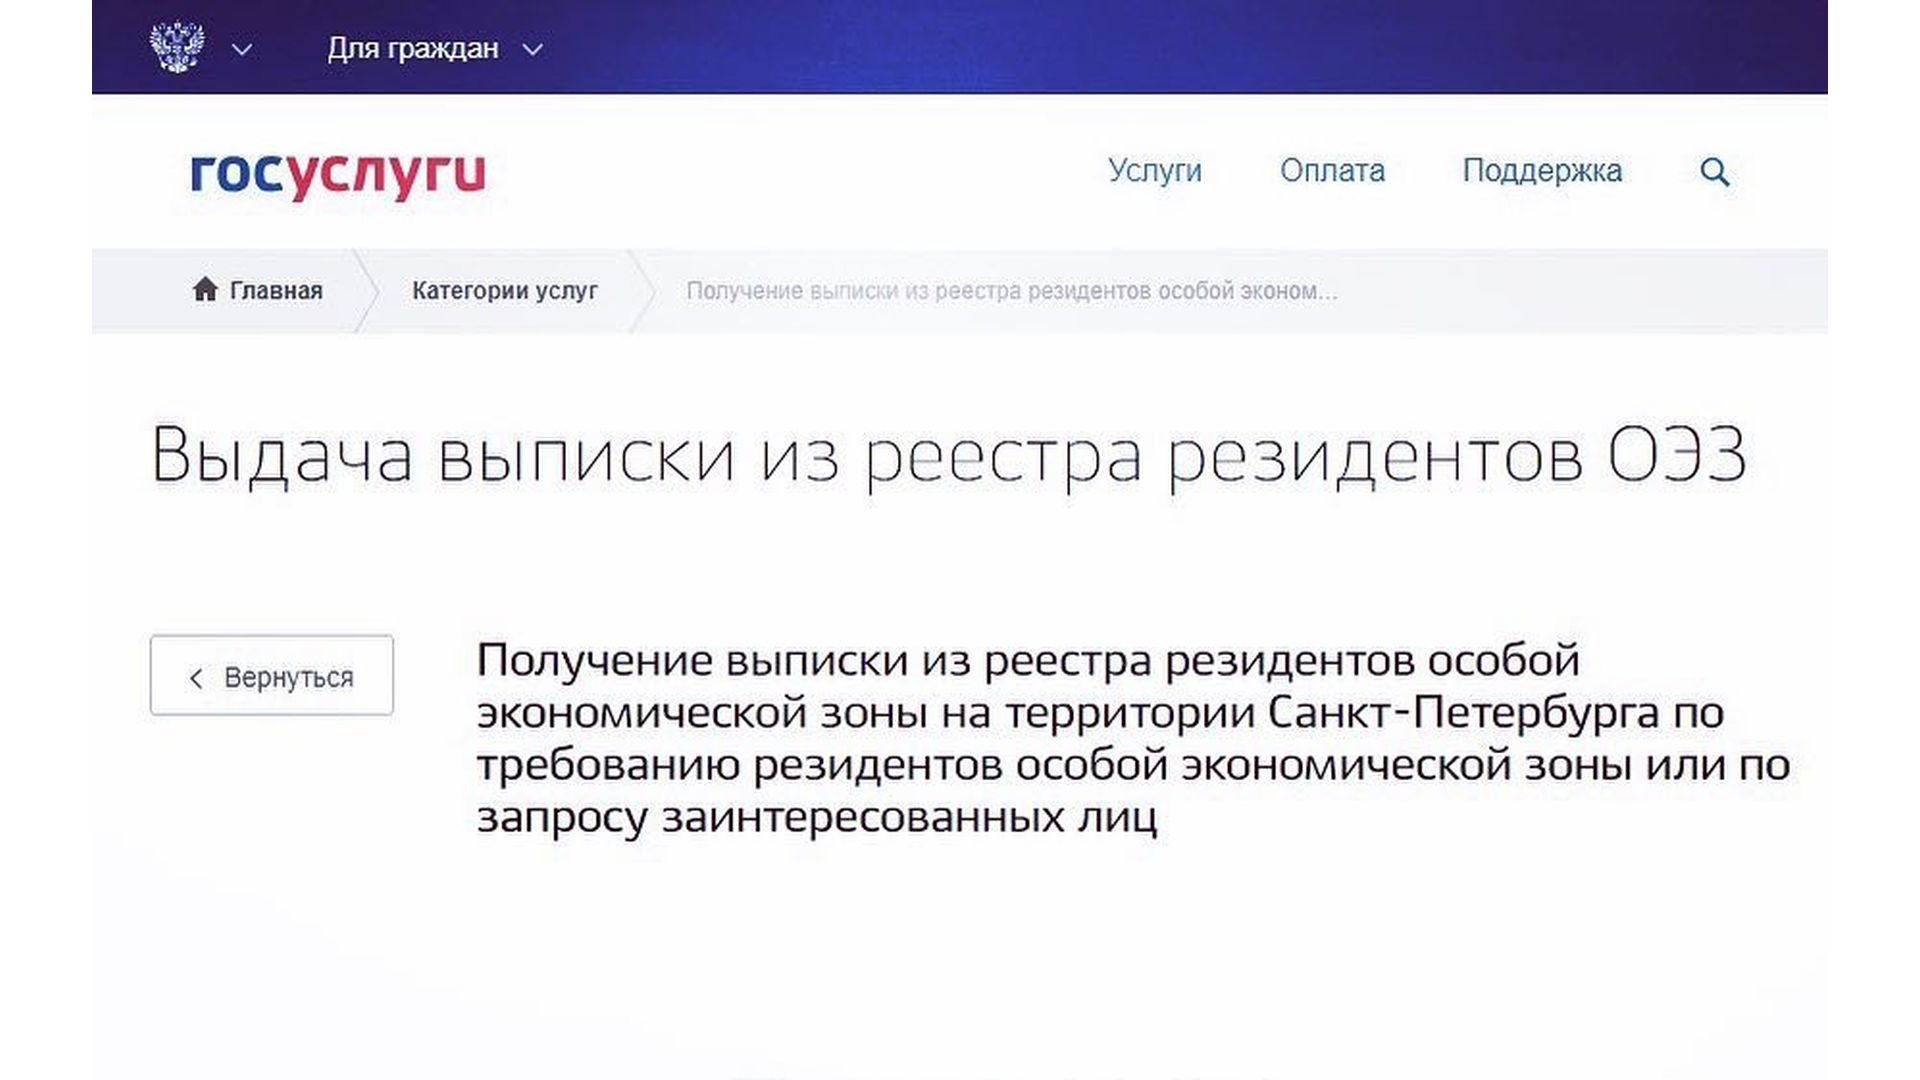 Для граждан
госуслуги
Услуги Оплата Поддержка
Главная Категории услуг Получение выписки из реестра резидентов особой эконом...
Выдача выписки из реестра резидентов ОЭЗ
Вернуться
Получение выписки из реестра резидентов особой
экономической зоны на территории Санкт-Петербурга по
требованию резидентов особой экономической зоны или по
запросу заинтересованных лиц